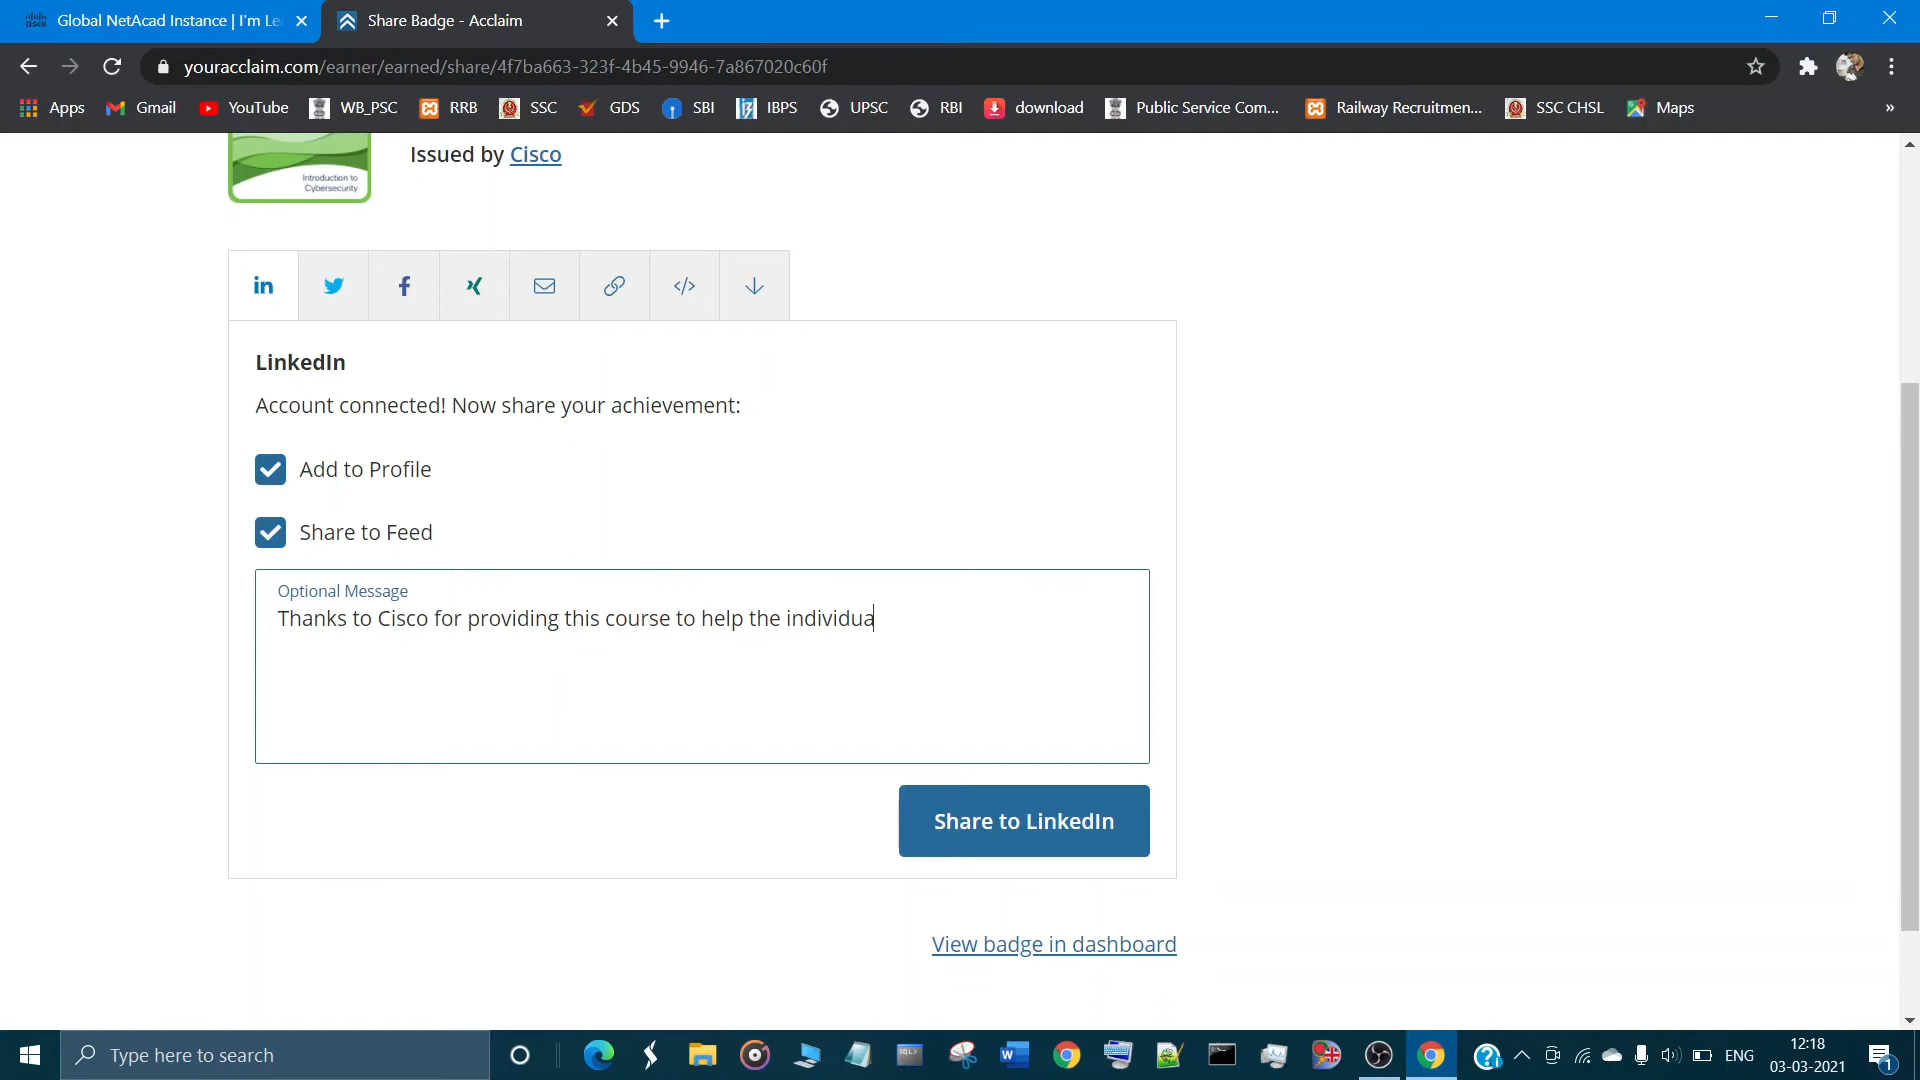 Global NetAcad Instance | I'm Le
Share Badge - Acclaim
youracclaim.com/earner/earned/share/4f7ba663-323f-4b45-9946-7a867020c60f
Apps Gmail YouTube WB_PSC RRB SSC GDS SBI IBPS UPSC RBI download Public Service Com... Railway Recruitmen... SSC CHSL Maps »
Introduction to
Cybersecurity
Issued by Cisco
in
LinkedIn
Account connected! Now share your achievement:
Add to Profile
Share to Feed
Optional Message
Thanks to Cisco for providing this course to help the individua
Share to LinkedIn
View badge in dashboard
Type here to search
ENG
12:18
03-03-2021
1